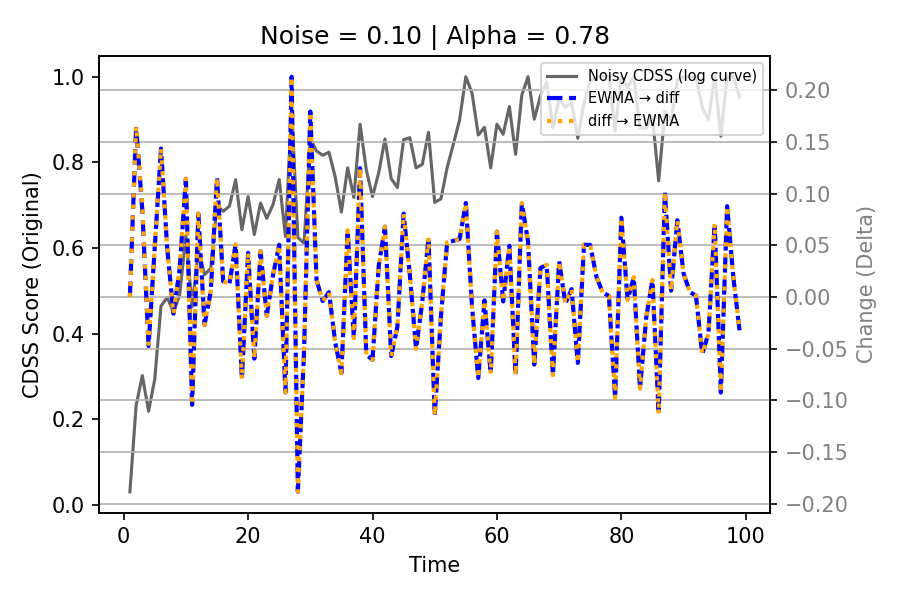 Noise = 0.10 | Alpha = 0.78
Noisy CDSS (log curve)
EWMA → diff
diff → EWMA
CDSS Score (Original)
1.0
0.8
0.6
0.4
0.2
0.0
0.20
0.15
0.10
0.05
0.00
−0.05
−0.10
−0.15
−0.20
Change (Delta)
0 20 40 60 80 100
Time